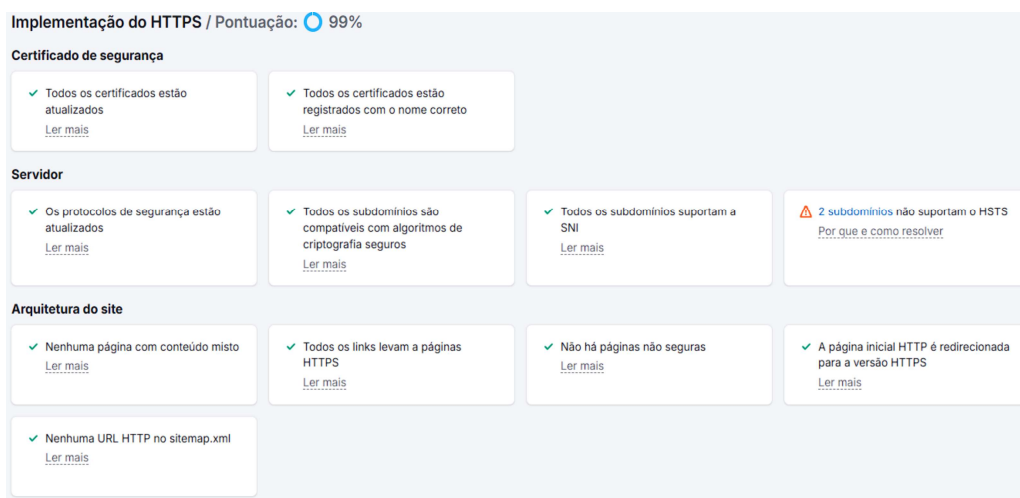 Implementação do HTTPS / Pontuação: 99%
Certificado de segurança
Todos os certificados estão
atualizados
Ler mais
Todos os certificados estão
registrados com o nome correto
Ler mais
Servidor
Os protocolos de segurança estão
atualizados
Ler mais
Todos os subdomínios são
compatíveis com algoritmos de
criptografia seguros
Ler mais
Todos os subdomínios suportam a
SNI
Ler mais
2 subdomínios não suportam o HSTS
Por que e como resolver
Arquitetura do site
Nenhuma página com conteúdo misto
Ler mais
Todos os links levam a páginas
HTTPS
Ler mais
Não há páginas não seguras
Ler mais
A página inicial HTTP é redirecionada
para a versão HTTPS
Ler mais
Nenhuma URL HTTP no sitemap.xml
Ler mais